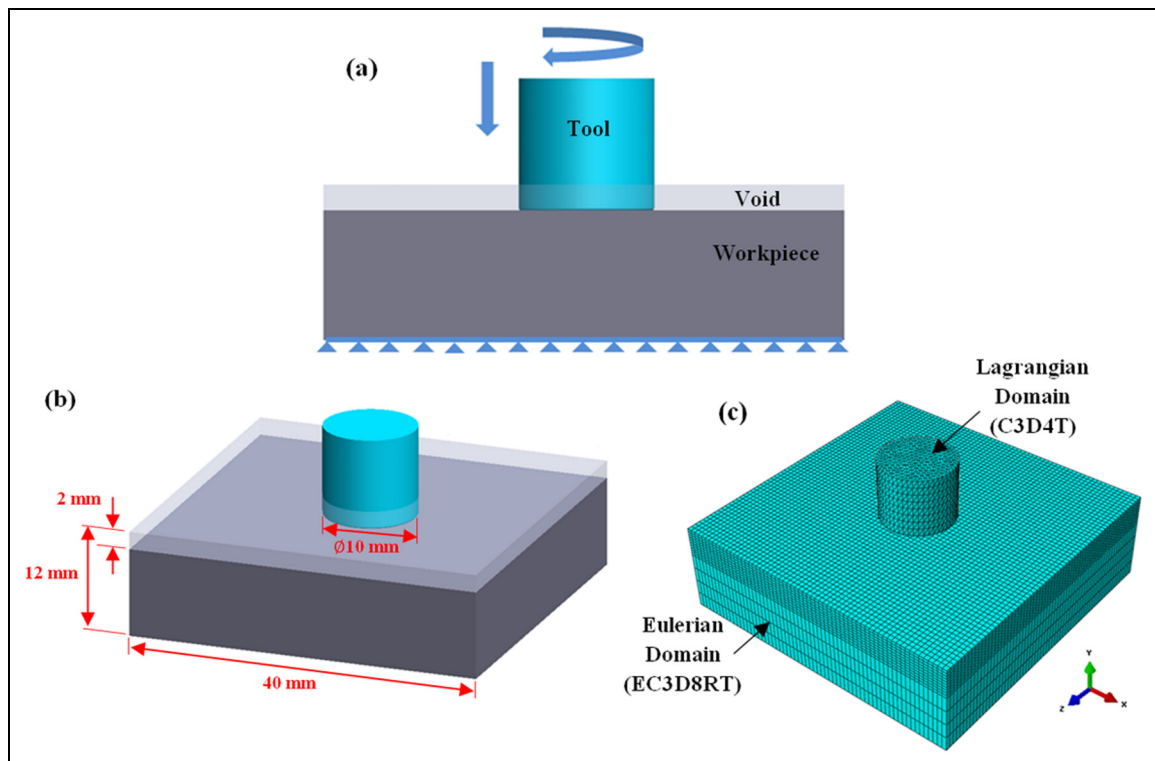 (a)
Tool
Void
Workpiece
(b)
2 mm
Ø10 mm
12 mm
40 mm
(c)
Lagrangian
Domain
(C3D4T)
Eulerian
Domain
(EC3D8RT)
Y
Z
X